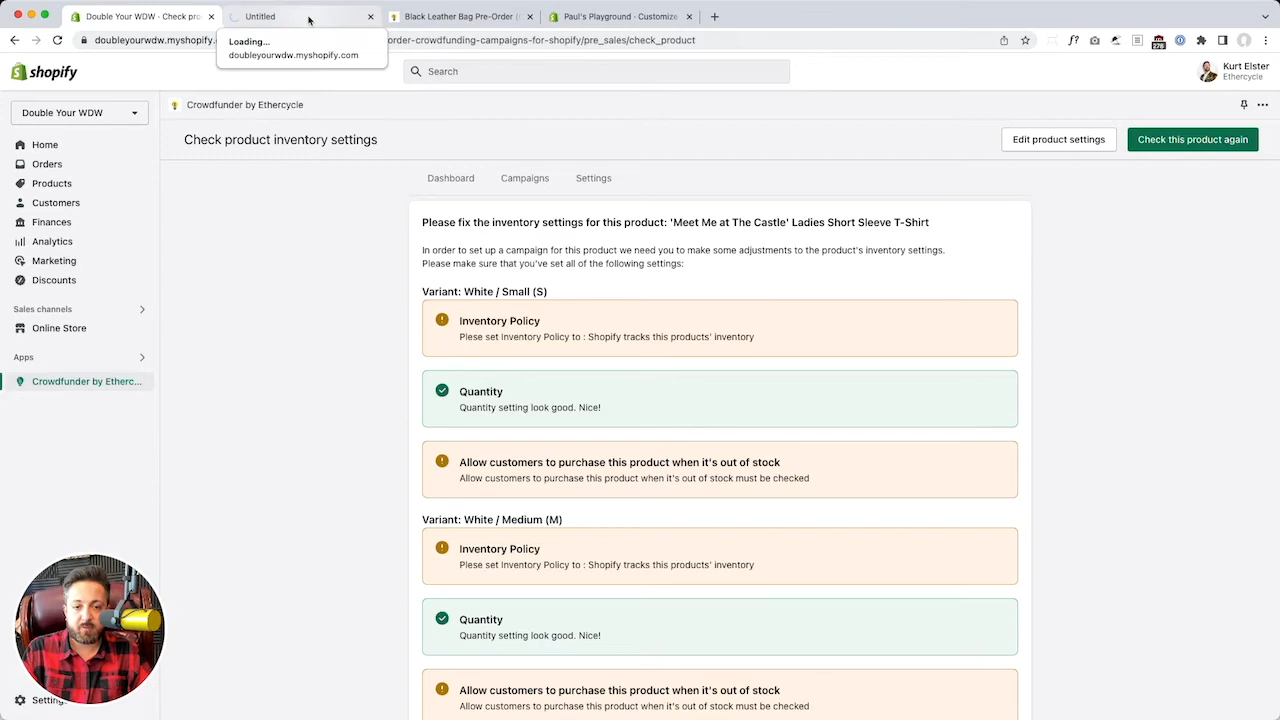 Double Your WDW · Check pro
Untitled
Black Leather Bag Pre-Order (
Paul's Playground · Customize
doubleyourwdw.myshopify.
order-crowdfunding-campaigns-for-shopify/pre_sales/check_product
Loading...
doubleyourwdw.myshopify.com
shopify
Search
Kurt Elster
Ethercycle
Double Your WDW
Crowdfunder by Ethercycle
Check product inventory settings
Edit product settings
Check this product again
Home
Orders
Products
Customers
Finances
Analytics
Marketing
Discounts
Sales channels
Online Store
Apps
Crowdfunder by Etherc...
Settings
Dashboard
Campaigns
Settings
Please fix the inventory settings for this product: 'Meet Me at The Castle' Ladies Short Sleeve T-Shirt
In order to set up a campaign for this product we need you to make some adjustments to the product's inventory settings.
Please make sure that you've set all of the following settings:
Variant: White / Small (S)
Inventory Policy
Plese set Inventory Policy to : Shopify tracks this products' inventory
Quantity
Quantity setting look good. Nice!
Allow customers to purchase this product when it's out of stock
Allow customers to purchase this product when it's out of stock must be checked
Variant: White / Medium (M)
Inventory Policy
Plese set Inventory Policy to : Shopify tracks this products' inventory
Quantity
Quantity setting look good. Nice!
Allow customers to purchase this product when it's out of stock
Allow customers to purchase this product when it's out of stock must be checked